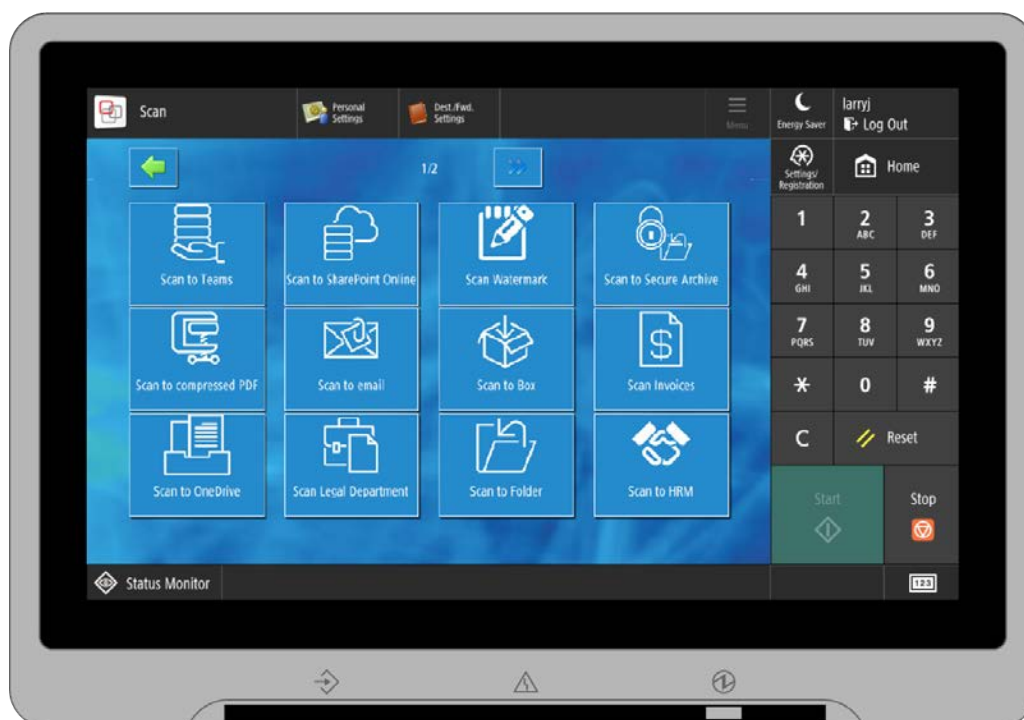 Scan
Personal
Settings
Dest./Fwd.
Settings
Menu
Energy Saver
larryj
Log Out
1/2
Settings/
Registration
Home
Scan to Teams
Scan to SharePoint Online
Scan Watermark
Scan to Secure Archive
Scan to compressed PDF
Scan to email
Scan to Box
Scan Invoices
Scan to OneDrive
Scan Legal Department
Scan to Folder
Scan to HRM
1
2
ABC
3
DEF
4
GHI
5
JKL
6
MNO
7
PQRS
8
TUV
9
WXYZ
*
0
#
C
Reset
Start
Stop
Status Monitor
123